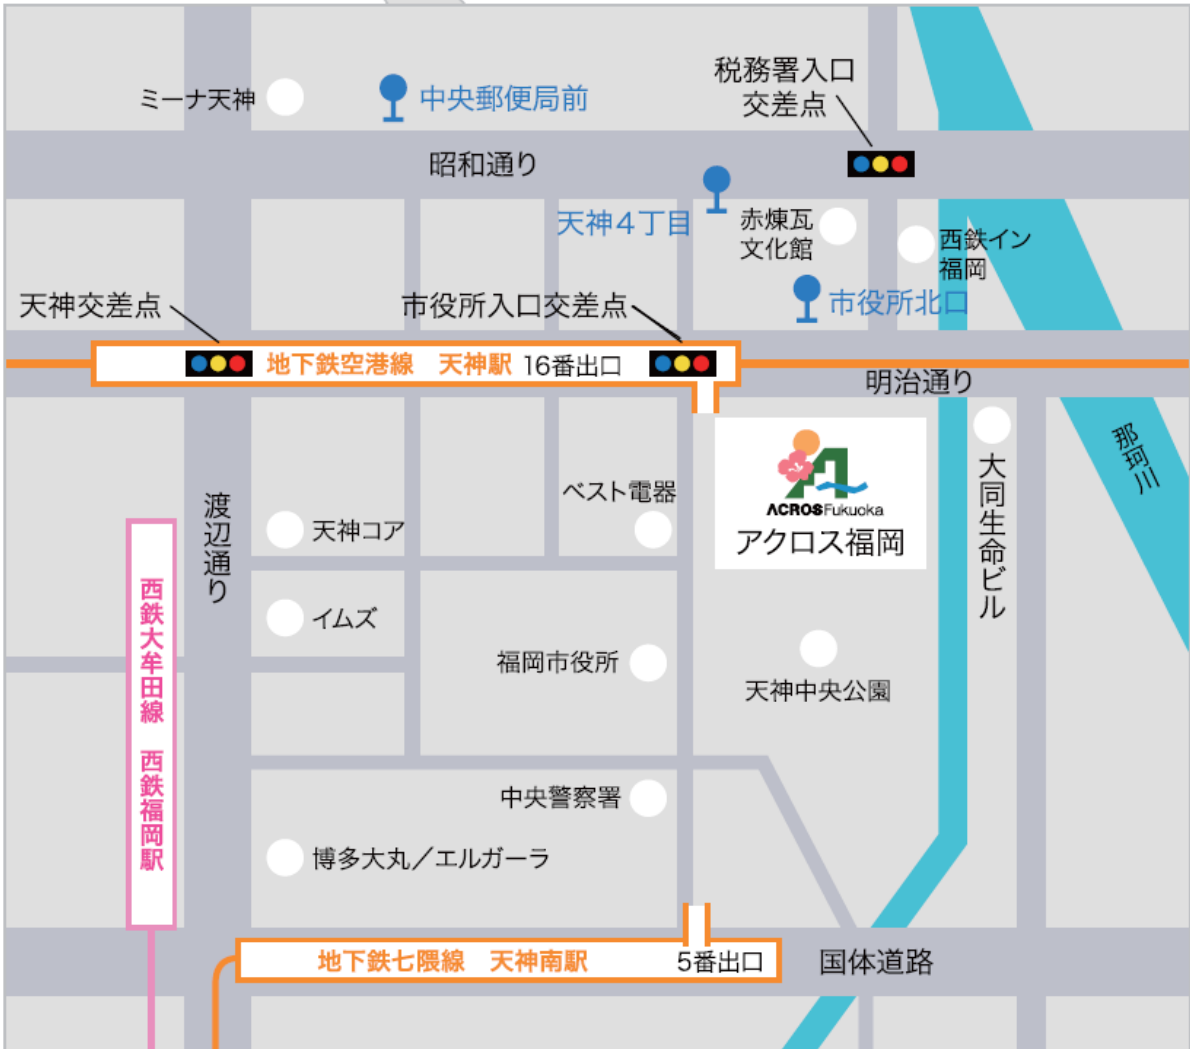 ミーナ天神
中央郵便局前
税務署入口
交差点
昭和通り
天神4丁目
赤煉瓦
文化館
西鉄イン
福岡
市役所北口
天神交差点
市役所入口交差点
地下鉄空港線 天神駅 16番出口
明治通り
那珂川
ACROS Fukuoka
アクロス福岡
大同生命ビル
ベスト電器
渡辺通り
天神コア
イムズ
西鉄大牟田線 西鉄福岡駅
福岡市役所
天神中央公園
中央警察署
博多大丸/エルガーラ
地下鉄七隈線 天神南駅 5番出口
国体道路